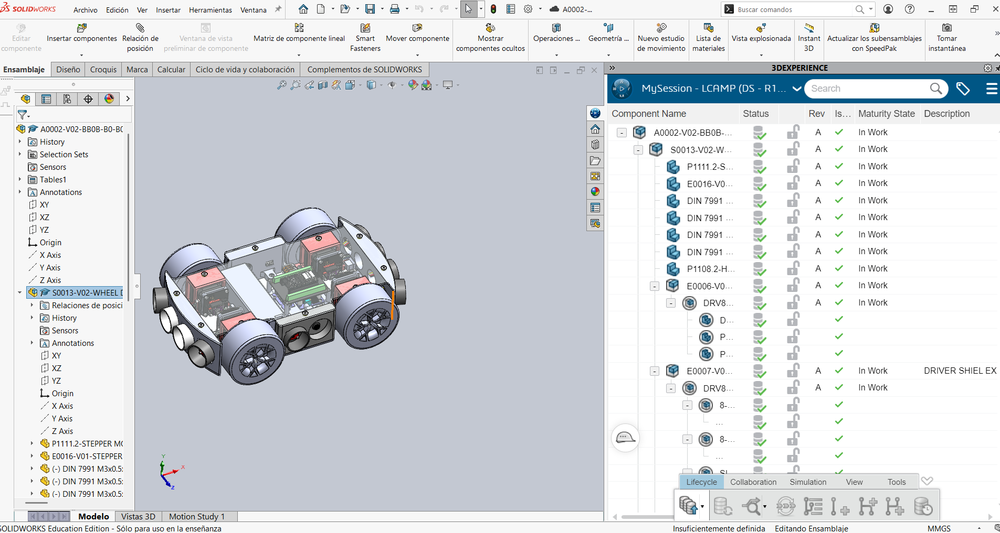 SOLIDWORKS
Archivo Edición Ver Insertar Herramientas Ventana
A0002-...
Buscar comandos
Editar componente
Insertar componentes
Relación de posición
Ventana de vista preliminar de componente
Matriz de componente lineal
Smart Fasteners
Mover componente
Mostrar componentes ocultos
Operaciones ...
Geometría ...
Nuevo estudio de movimiento
Lista de materiales
Vista explosionada
Instant 3D
Actualizar los subensamblajes con SpeedPak
Tomar instantánea
Ensamblaje Diseño Croquis Marca Calcular Ciclo de vida y colaboración Complementos de SOLIDWORKS
A0002-V02-BB0B-B0-B0
History
Selection Sets
Sensors
Tables1
Annotations
XY
XZ
YZ
Origin
X Axis
Y Axis
Z Axis
S0013-V02-WHEEL D
Relaciones de posici
History
Sensors
Annotations
XY
XZ
YZ
Origin
X Axis
Y Axis
Z Axis
P1111.2-STEPPER MO
E0016-V01-STEPPER
(-) DIN 7991 M3x0.5:
(-) DIN 7991 M3x0.5:
(-) DIN 7991 M3x0.5:
Y
X
Z
Modelo Vistas 3D Motion Study 1
3DEXPERIENCE
3D V.R
MySession - LCAMP (DS - R1...
Search
Component Name Status Rev Is... Maturity State Description
A0002-V02-BB0B-... A In Work
S0013-V02-W... A In Work
P1111.2-S... A In Work
E0016-V0... A In Work
DIN 7991 ... A In Work
DIN 7991 ... A In Work
DIN 7991 ... A In Work
DIN 7991 ... A In Work
P1108.2-H... A In Work
E0006-V0... A In Work
DRV8... A In Work
D...
P...
P...
E0007-V0... A In Work DRIVER SHIEL EX
DRV8... A In Work
8-...
...
8-...
...
Lifecycle Collaboration Simulation View Tools
SOLIDWORKS Education Edition - Sólo para uso en la enseñanza
Insuficientemente definida Editando Ensamblaje MMGS